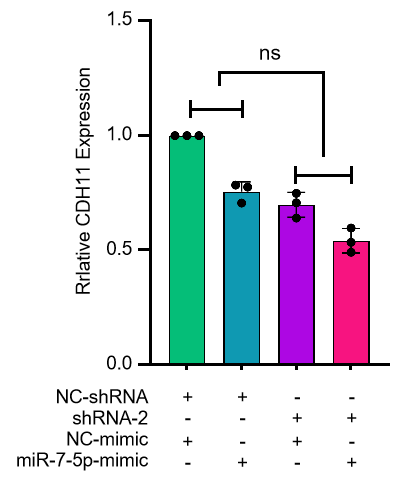 ns
Rrlative CDH11 Expression
1.5
1.0
0.5
0.0
NC-shRNA + + - -
shRNA-2 - - + +
NC-mimic + - + -
miR-7-5p-mimic - + - +